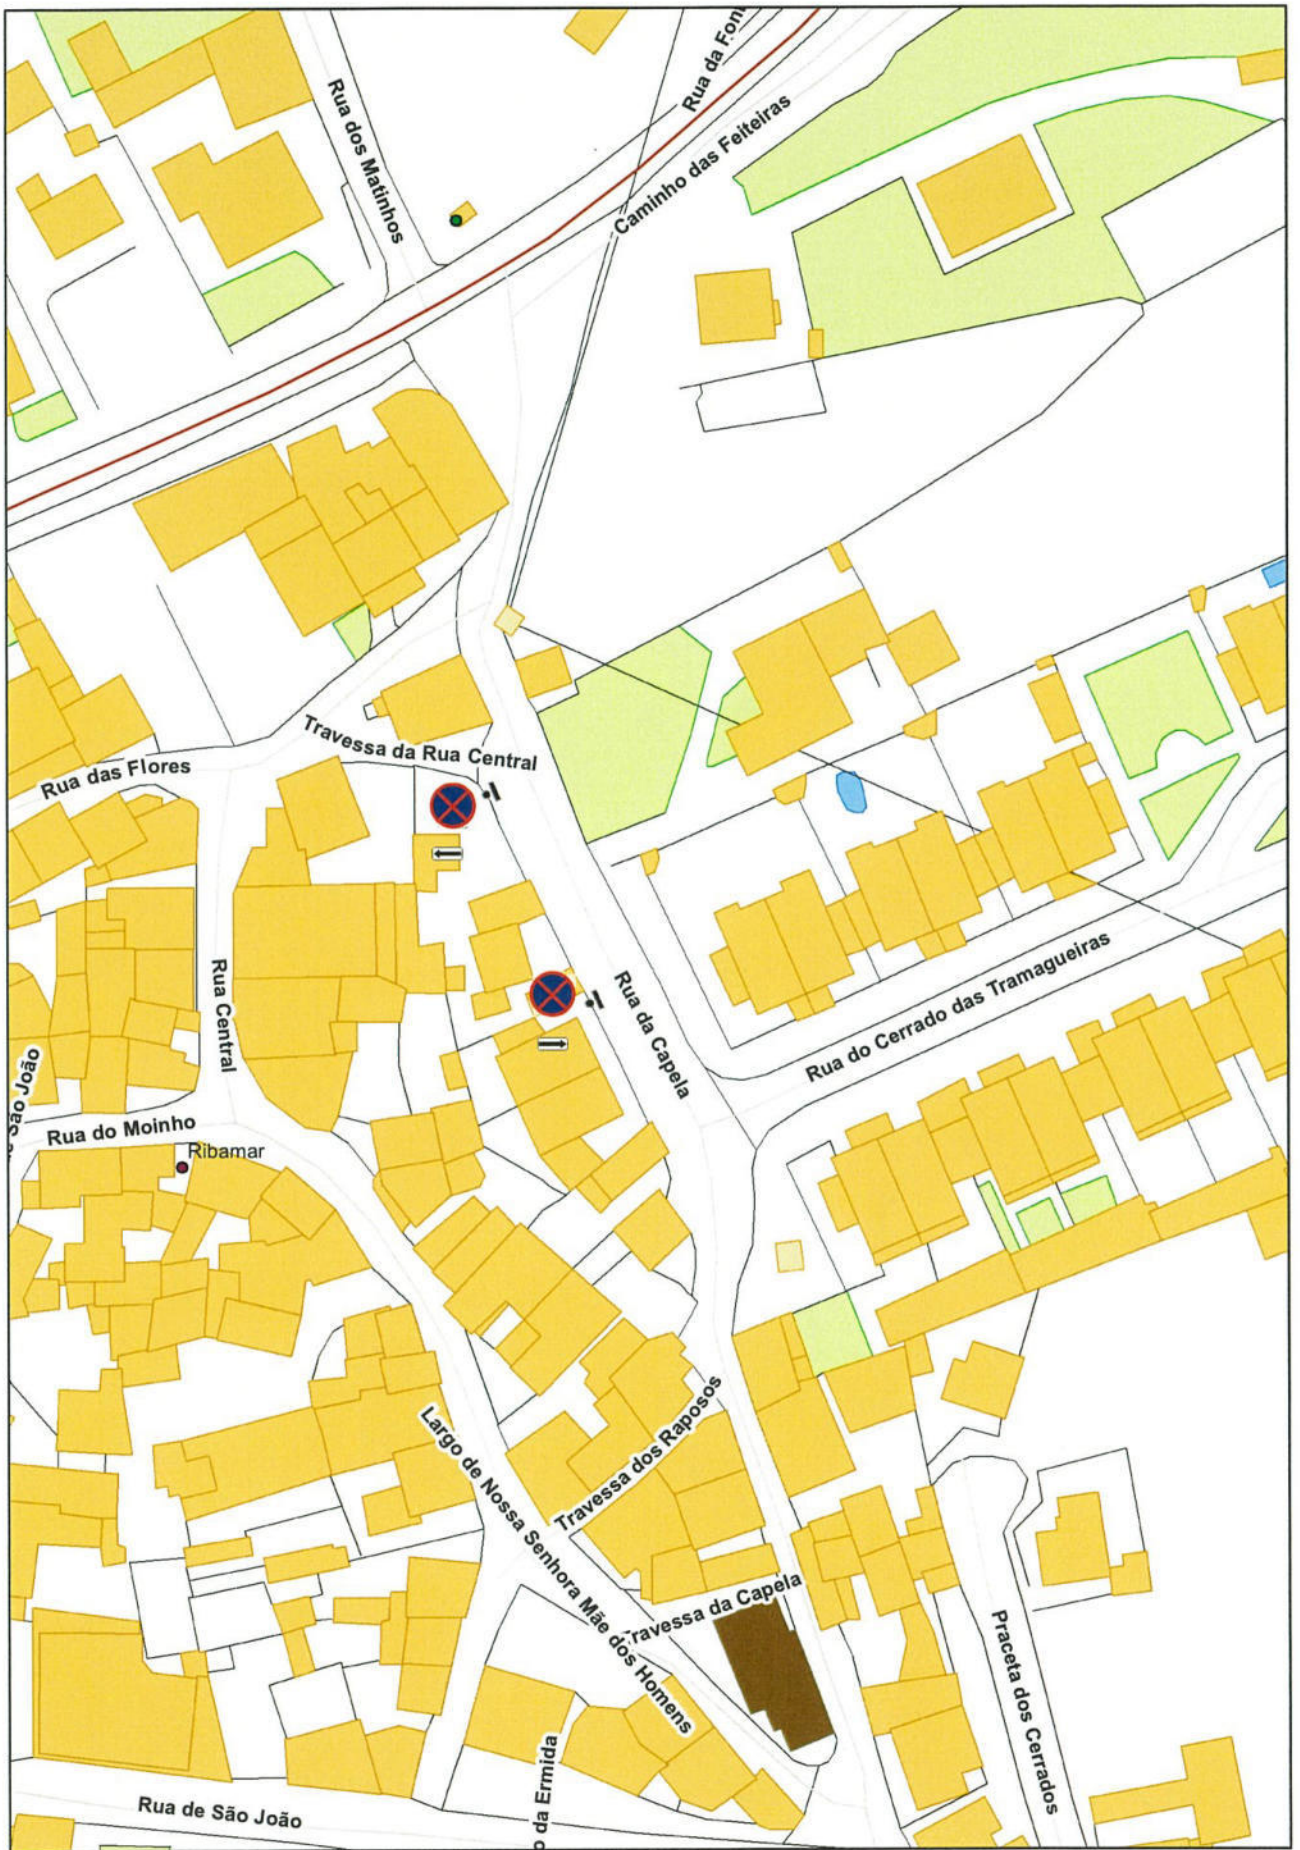 Rua dos Matinhos
Rua da Font
Caminho das Feiteiras
Travessa da Rua Central
Rua das Flores
Rua Central
Rua da Capela
Rua do Cerrado das Tramagueiras
São João
Rua do Moinho
Ribamar
Largo de Nossa Senhora Mãe dos Homens
Travessa dos Raposos
Travessa da Capela
Praceta dos Cerrados
o da Ermida
Rua de São João